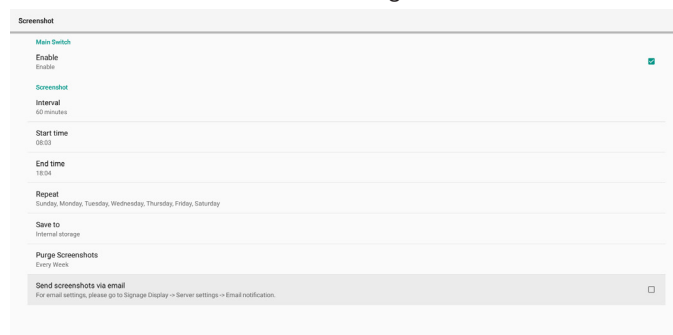 Screenshot
Main Switch
Enable
Enable
Screenshot
Interval
60 minutes
Start time
08:03
End time
18:04
Repeat
Sunday, Monday, Tuesday, Wednesday, Thursday, Friday, Saturday
Save to
Internal storage
Purge Screenshots
Every Week
Send screenshots via email
For email settings, please go to Signage Display -> Server settings -> Email notification.